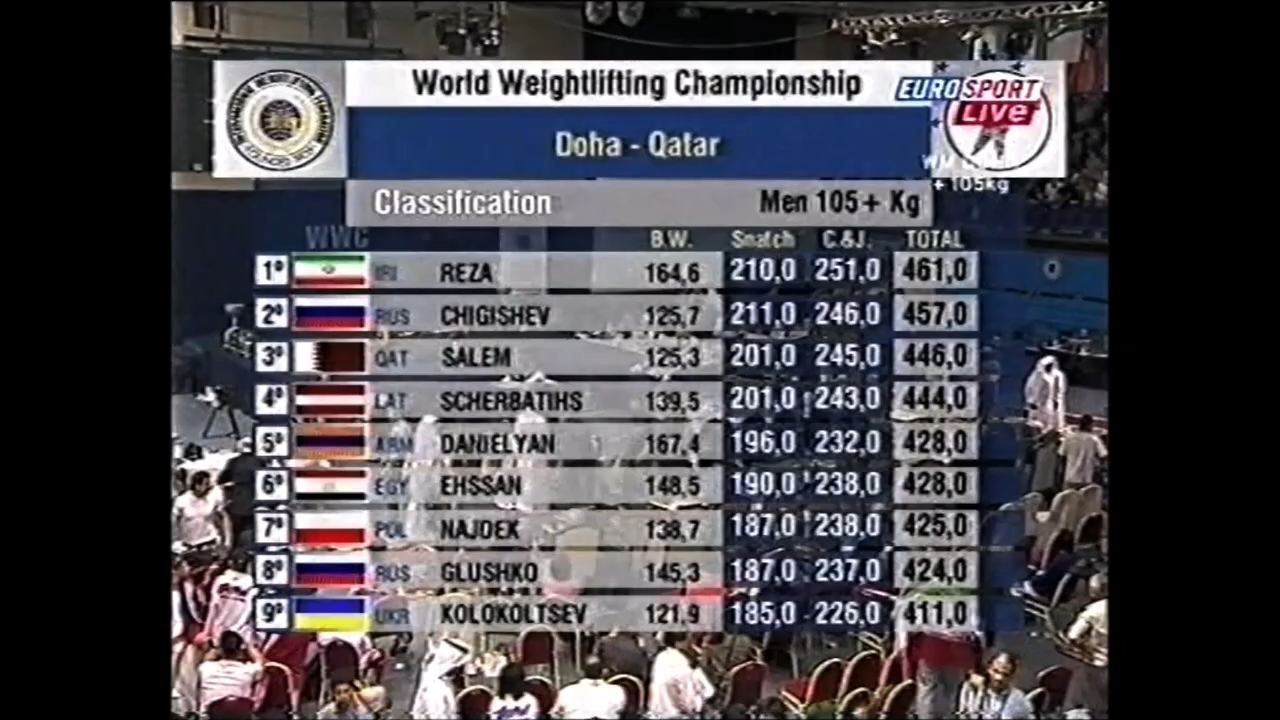 World Weightlifting Championship
EUROSPORT
LIVE
Doha - Qatar
+ 105kg
Classification Men 105+ Kg
WWC
B.W. Snatch C.&J. TOTAL
1º IRI REZA 164,6 210,0 251,0 461,0
2º RUS CHIGISHEV 125,7 211,0 246,0 457,0
3º QAT SALEM 125,3 201,0 245,0 446,0
4º LAT SCHERBATIHS 139,5 201,0 243,0 444,0
5º ARM DANIELYAN 167,4 196,0 232,0 428,0
6º EGY EHSSAN 148,5 190,0 238,0 428,0
7º POL NAJDEK 138,7 187,0 238,0 425,0
8º RUS GLUSHKO 145,3 187,0 237,0 424,0
9º UKR KOLOKOLTSEV 121,9 185,0 226,0 411,0